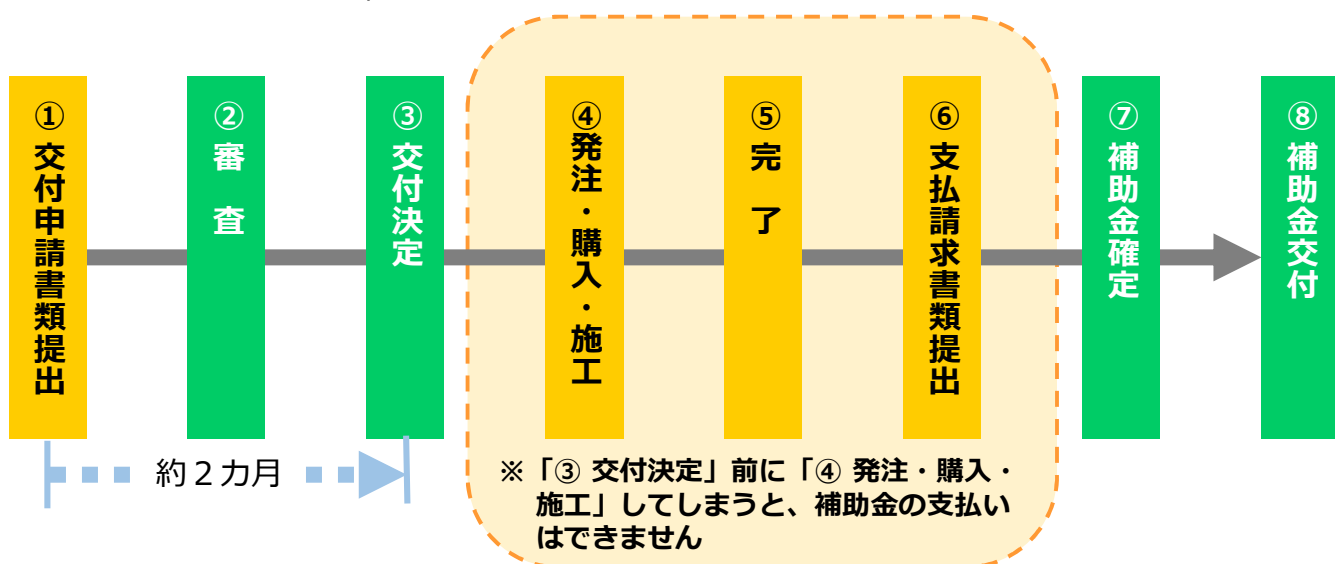 ①交付申請書類提出
②審　査
③交付決定
④発注・購入・施工
⑤完　了
⑥支払請求書類提出
⑦補助金確定
⑧補助金交付
約２カ月
※「③ 交付決定」前に「④ 発注・購入・
施工」してしまうと、補助金の支払い
はできません